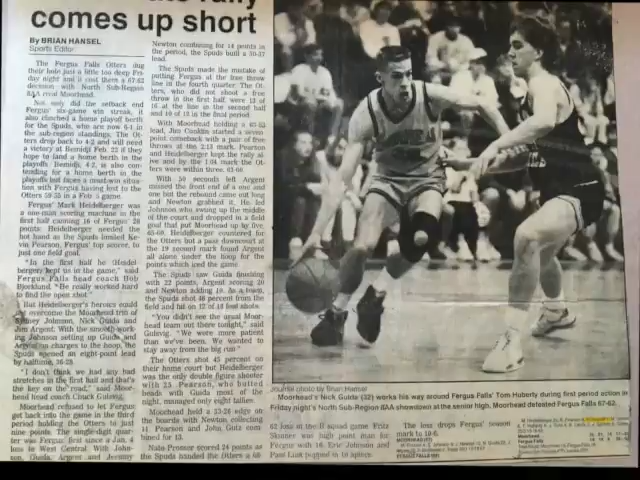 comes up short
By BRIAN HANSEL
Sports Editor
The Fergus Falls Otters dug
their hole just a little too deep Fri-
day night and it cost them a 67-62
decision with North Sub-Region
8AA rival Moorhead.
Not only did the setback end
Fergus' six-game win streak, it
also clinched a home playoff berth
for the Spuds, who are now 6-1 in
the sub-region standings. The Ot-
ters drop back to 4-2 and will need
a victory at Bemidji Feb. 22 if they
hope to land a home berth in the
playoffs. Bemidji, 4-2, is also con-
tending for a home berth in the
playoffs but faces a must-win situa-
tion with Fergus having lost to the
Otters 59-55 in a Feb. game.
Fergus' Mark Heidelberger was
a one-man scoring machine in the
first half canning 16 of Fergus' 28
points. Heidelberger needed the
hot hand as the Spuds limited Ke-
vin Pearson, Fergus' top scorer, to
just one field goal.
"In the first half he (Heidel-
berger) kept us in the game," said
Fergus Falls head coach Bob
Bjorklund. "He really worked hard
to find the open shot."
But Heidelberger's heroics could
not overcome the Moorhead trio of
Sydney Johnson, Nick Guida and
Jim Argent. With the smooth-work-
ing Johnson setting up Guida and
Argent on charges to the hoop, the
Spuds opened an eight-point lead
by halftime, 36-28.
"I don't think we had any bad
stretches in the first half and that's
the key on the road," said Moor-
head head coach Chuck Gulsvig.
Moorhead refused to let Fergus
get back into the game in the third
period holding the Otters to just
nine points. The single-digit quar-
ter was Fergus' first since Jan. 4
loss to West Central. With John-
son, Guida, Argent and Jeremy
Newton combining for 14 points in
the period, the Spuds built a 50-37
lead.
The Spuds made the mistake of
putting Fergus at the free throw
line in the fourth quarter. The Ot-
ters, who did not shoot a free
throw in the first half, were 13 of
16 at the line in the second half
and 10 of 12 in the final period.
With Moorhead holding a
lead, Jim Conklin started a seven-
point comeback with a pair of free
throws at the 2:13 mark. Pearson
and Heidelberger kept the rally al-
ive and by the 1:04 mark the Ot-
ters were within three, 63-60.
With 50 seconds left Argent
missed the front end of a one and
one but the rebound came out long
and Newton grabbed it. He fed
Johnson who swung up the middle
of the court and dropped in a field
goal that put Moorhead up by five,
65-60. Heidelberger countered for
the Otters but a pass downcourt at
the 19 second mark found Argent
all alone under the hoop for the
points which iced the game.
The Spuds saw Guida finishing
with 22 points, Argent scoring 20
and Newton adding 10. As a team,
the Spuds shot 46 percent from the
field and hit on 12 of 18 foul shots.
"You didn't see the usual Moor-
head team out there tonight," said
Gulsvig. "We were more patient
than we've been. We wanted to
stay away from the big run."
The Otters shot 45 percent on
their home court but Heidelberger
was the only double figure shooter
with 25. Pearson, who battled
beads with Guida most of the
night, managed only eight tallies.
Moorhead held a 33-26 edge on
the boards with Newton, collecting
11. Pearson and John Gutz com-
bined for 13.
Nate Prosser scored 24 points as
the Spuds handed the Otters a 68-
62 loss in the B squad game. Fritz
Skinner was high point man for
Fergus with 16. Eric Johnson and
Paul Lunt popped in 10 apiece.
The loss drops Fergus' season
mark to 10-6.
Journal photo by Brian Hansel
Moorhead's Nick Guida (32) works his way around Fergus Falls' Tom Huberty during first period action in
Friday night's North Sub-Region 8AA showdown at the senior high. Moorhead defeated Fergus Falls 67-62.